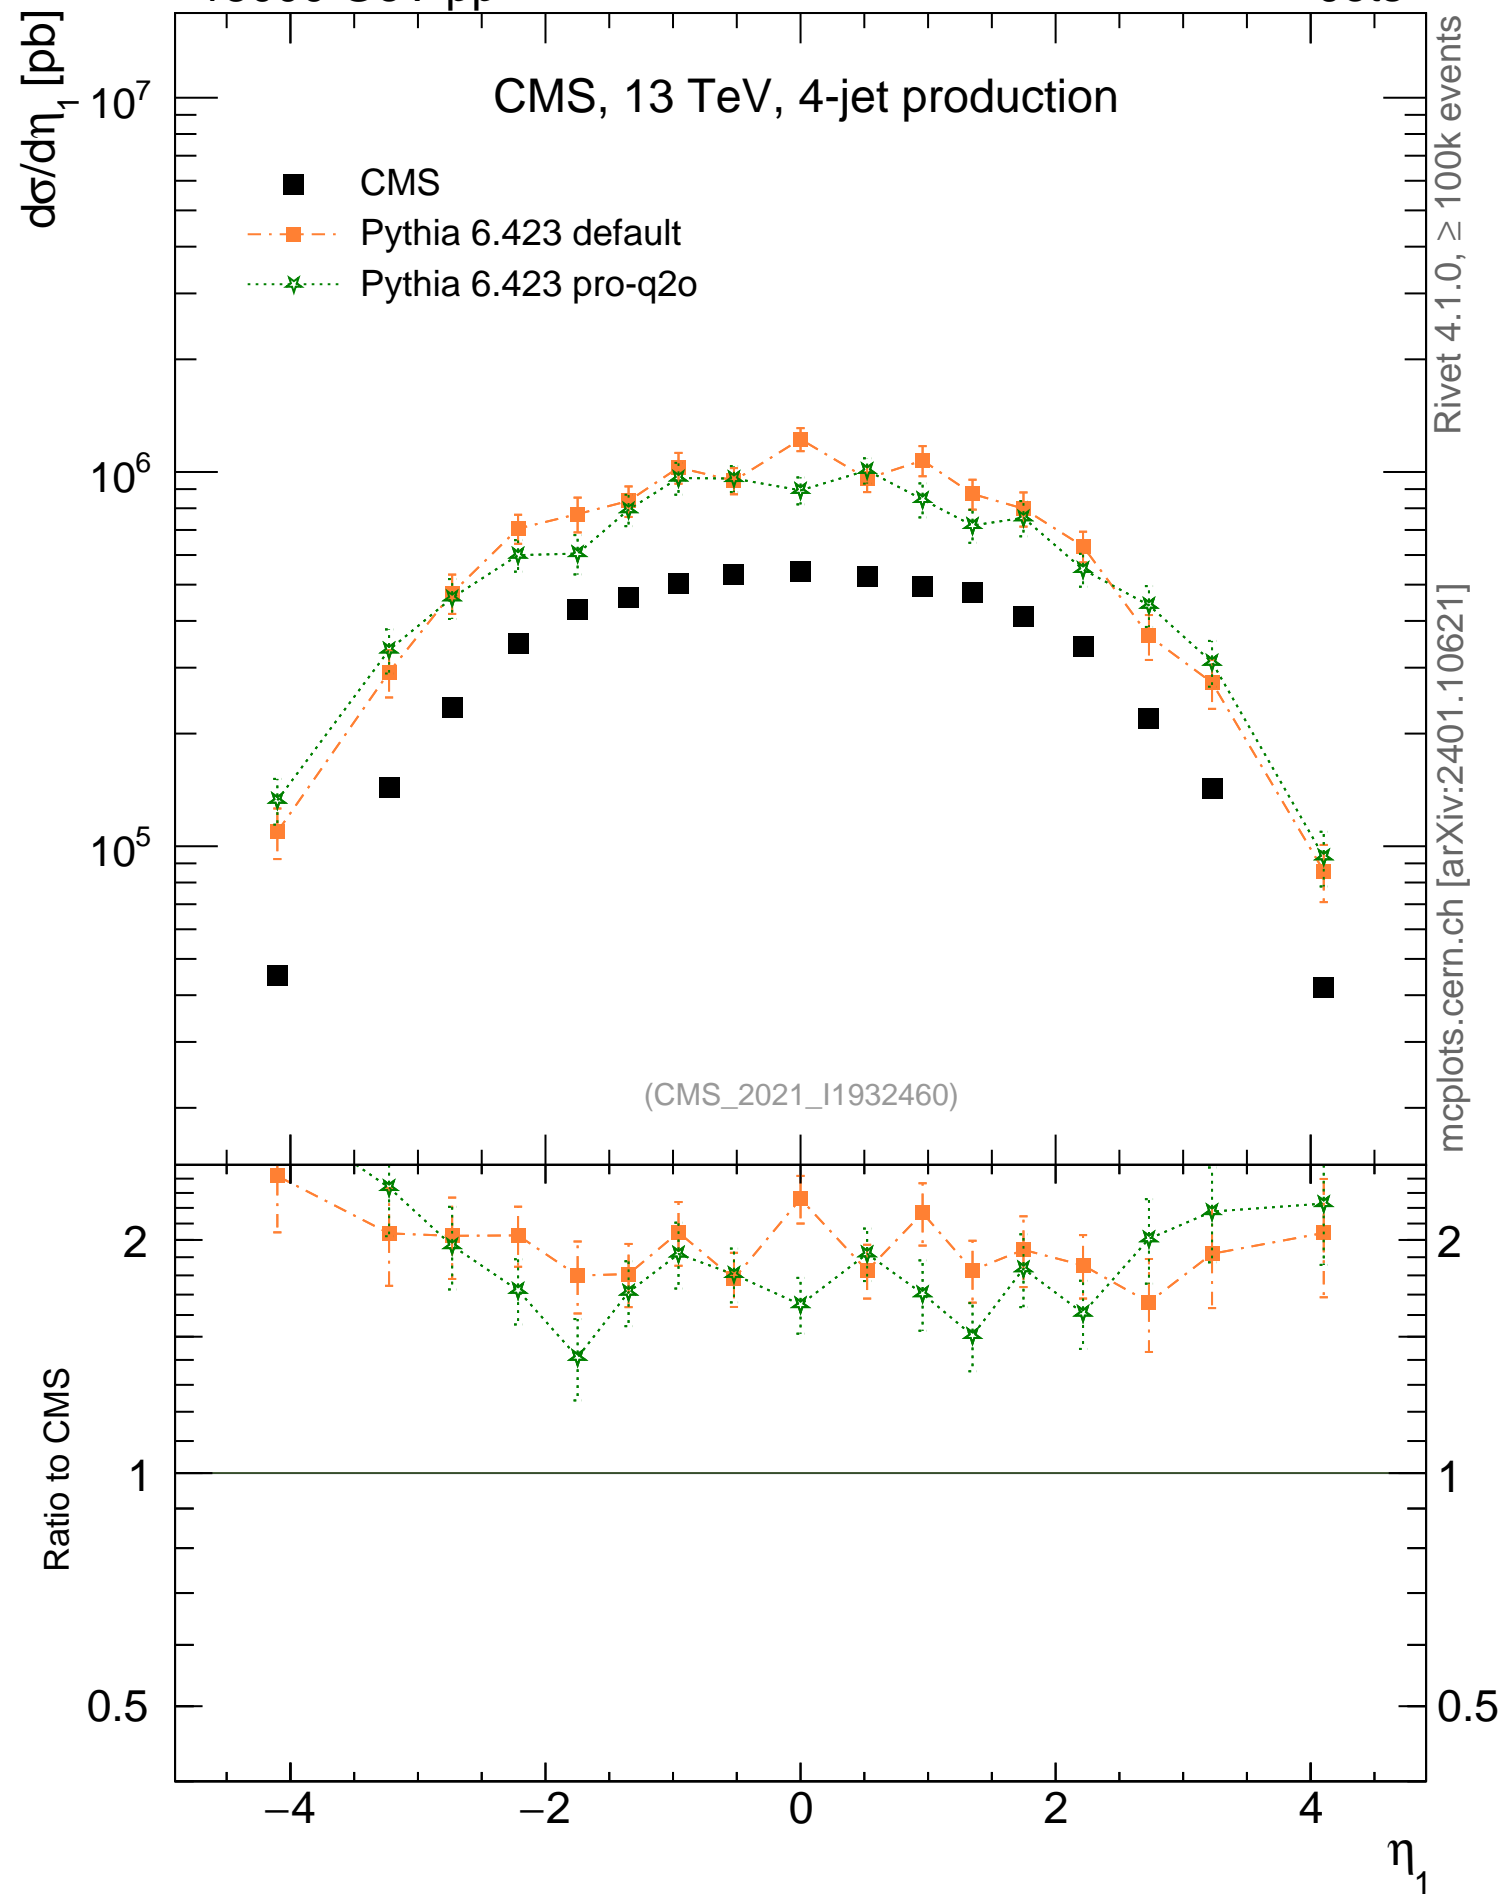 CMS, 13 TeV, 4-jet production
dσ/dη₁ [pb]
CMS
Pythia 6.423 default
Pythia 6.423 pro-q2o
10⁷
10⁶
10⁵
(CMS_2021_I1932460)
Rivet 4.1.0, ≥ 100k events
mcplots.cern.ch [arXiv:2401.10621]
Ratio to CMS
2
1
0.5
2
1
0.5
−4 −2 0 2 4
η₁